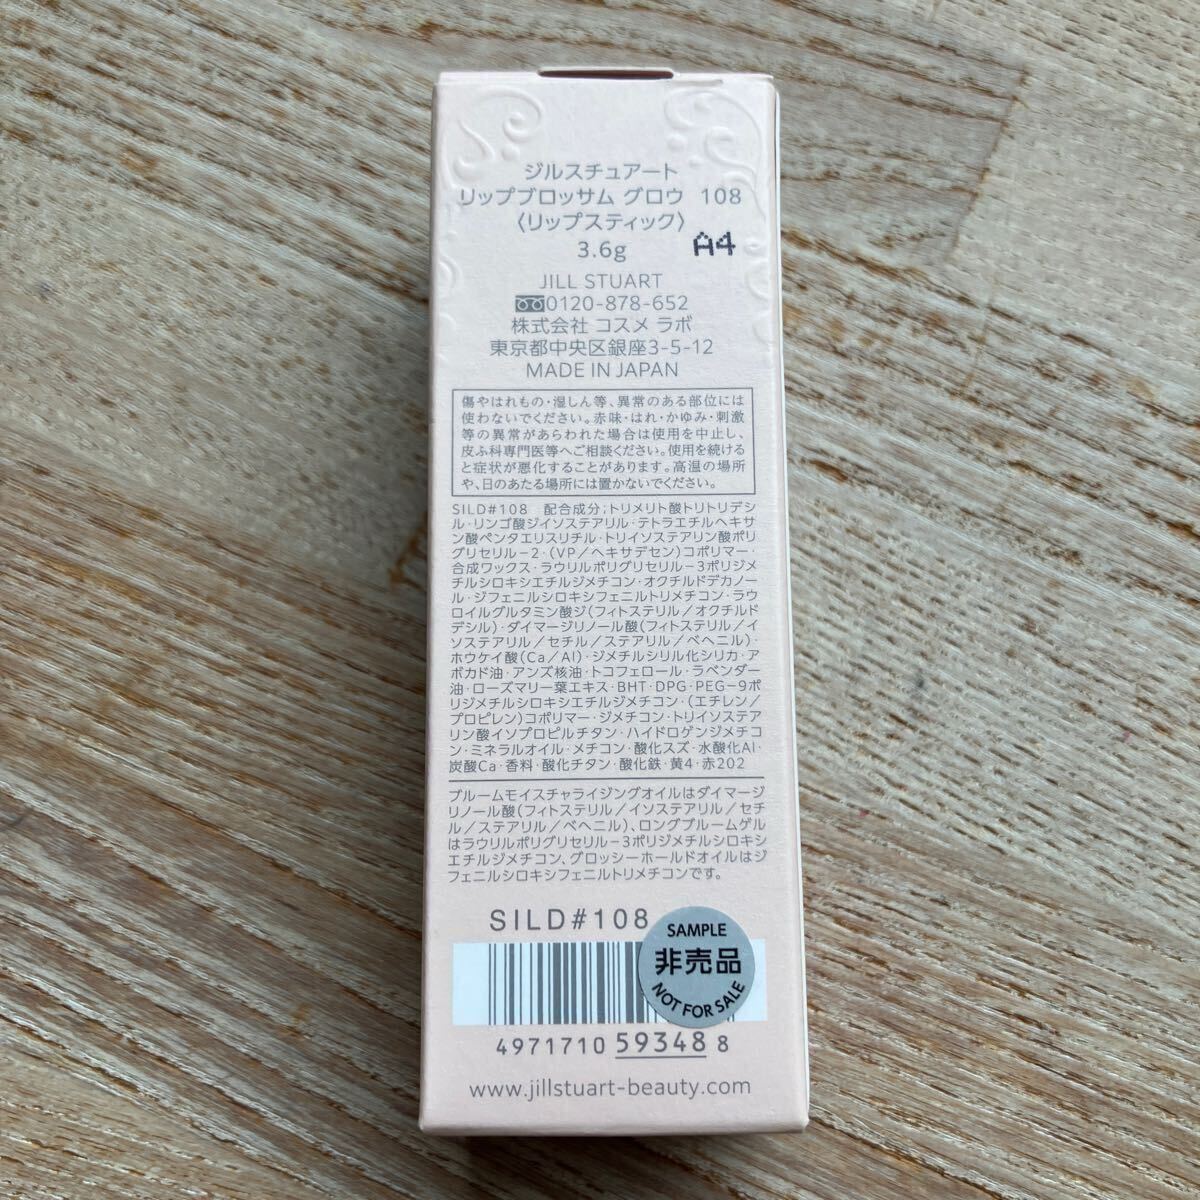 ジルスチュアート
リップブロッサム グロウ 108
〈リップスティック〉
3.6g A4
JILL STUART
0120-878-652
株式会社 コスメ ラボ
東京都中央区銀座3-5-12
MADE IN JAPAN
傷やはれもの・湿しん等、異常のある部位には
使わないでください。赤味・はれ・かゆみ・刺激
等の異常があらわれた場合は使用を中止し、
皮ふ科専門医等へご相談ください。使用を続ける
と症状が悪化することがあります。高温の場所
や、日のあたる場所には置かないでください。
SILD#108 配合成分;トリメリト酸トリトリデシ
ル・リンゴ酸ジイソステアリル・テトラエチルヘキサ
ン酸ペンタエリスリチル・トリイソステアリン酸ポリ
グリセリル−2・(VP/ヘキサデセン)コポリマー・
合成ワックス・ラウリルポリグリセリル−3ポリジメ
チルシロキシエチルジメチコン・オクチルドデカノー
ル・ジフェニルシロキシフェニルトリメチコン・ラウ
ロイルグルタミン酸ジ(フィトステリル/オクチルド
デシル)・ダイマージリノール酸(フィトステリル/イ
ソステアリル/セチル/ステアリル/ベヘニル)・
ホウケイ酸(Ca/Al)・ジメチルシリル化シリカ・ア
ボカド油・アンズ核油・トコフェロール・ラベンダー
油・ローズマリー葉エキス・BHT・DPG・PEG−9ポ
リジメチルシロキシエチルジメチコン・(エチレン/
プロピレン)コポリマー・ジメチコン・トリイソステア
リン酸イソプロピルチタン・ハイドロゲンジメチコ
ン・ミネラルオイル・メチコン・酸化スズ・水酸化Al・
炭酸Ca・香料・酸化チタン・酸化鉄・黄4・赤202
ブルームモイスチャライジングオイルはダイマージ
リノール酸(フィトステリル/イソステアリル/セチ
ル/ステアリル/ベヘニル)、ロングブルームゲル
はラウリルポリグリセリル−3ポリジメチルシロキシ
エチルジメチコン、グロッシーホールドオイルはジ
フェニルシロキシフェニルトリメチコンです。
SILD#108
SAMPLE
非売品
NOT FOR SALE
4971710 59348 8
www.jillstuart-beauty.com